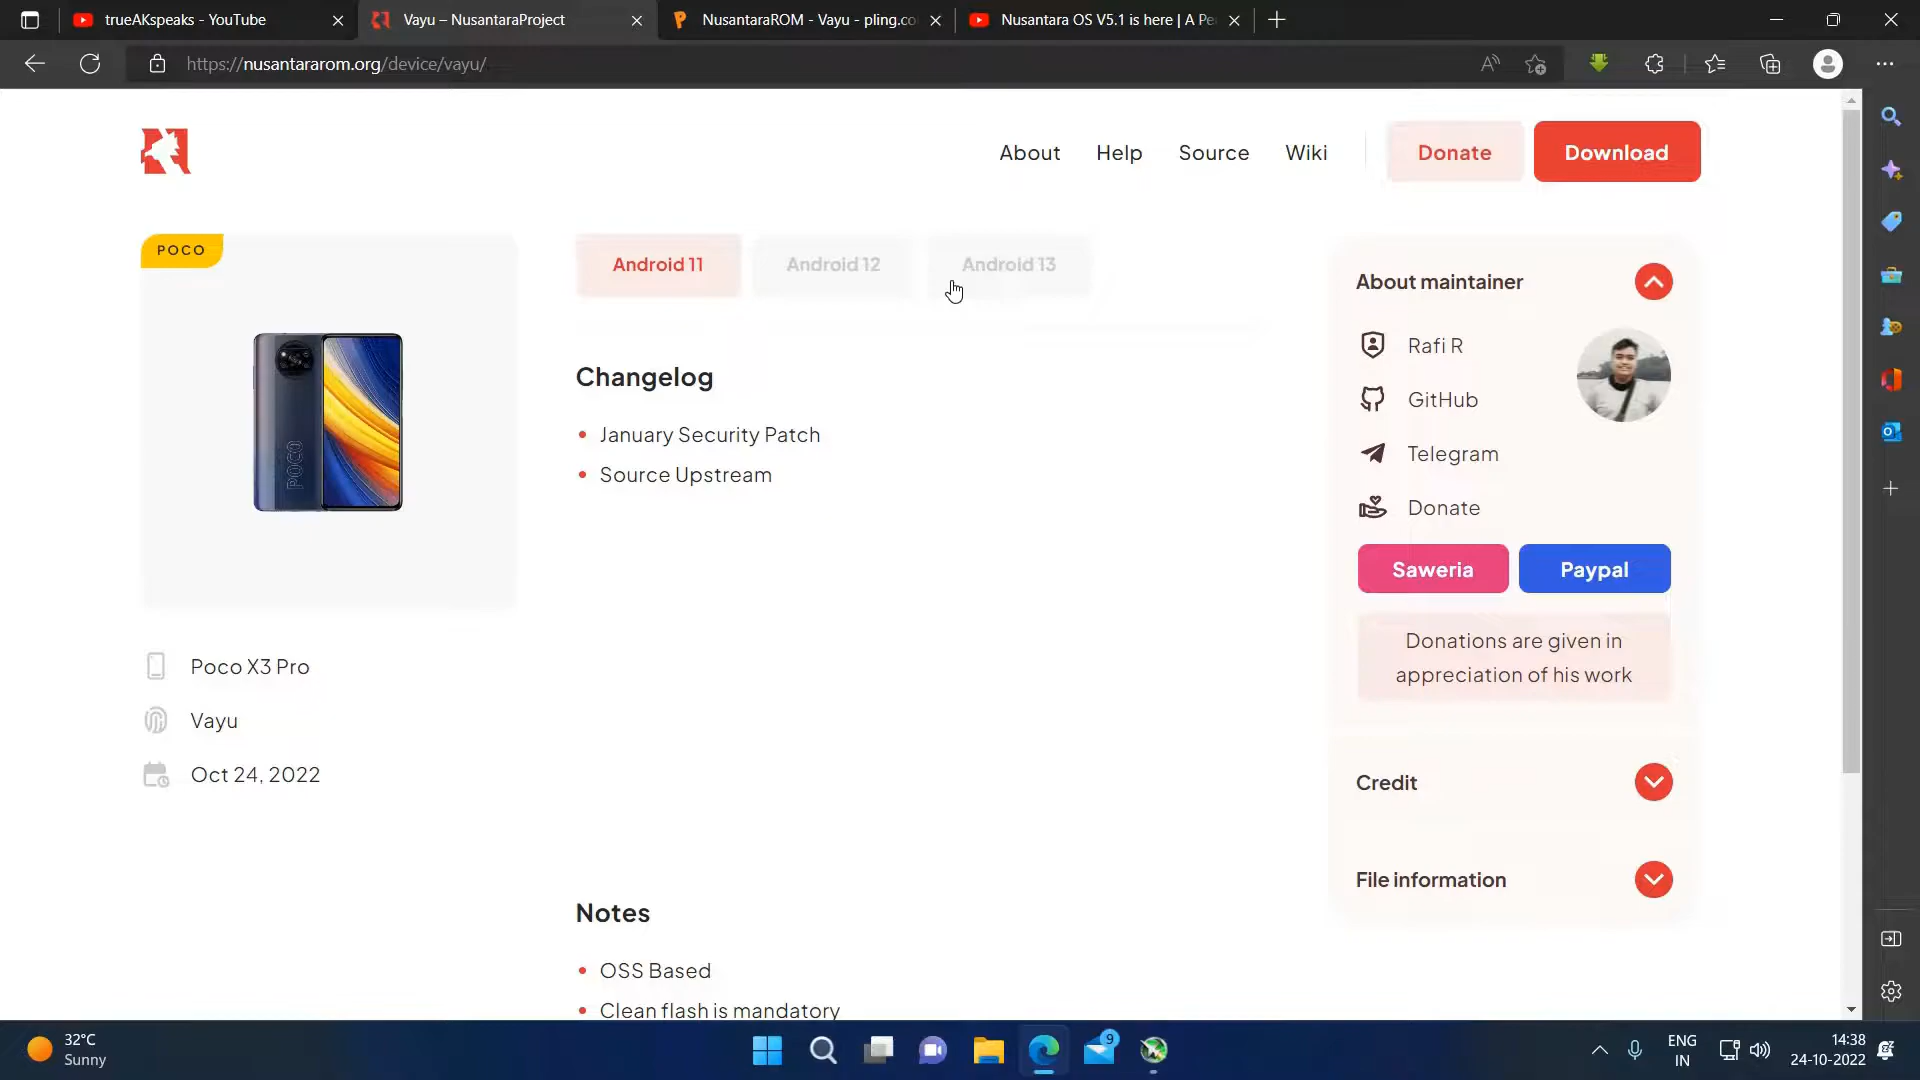 trueAKspeaks - YouTube
Vayu – NusantaraProject
NusantaraROM - Vayu - pling.co
Nusantara OS V5.1 is here | A Pe
https://nusantararom.org/device/vayu/
About
Help
Source
Wiki
Donate
Download
POCO
POCO
Poco X3 Pro
Vayu
Oct 24, 2022
Android 11
Android 12
Android 13
Changelog
January Security Patch
Source Upstream
Notes
OSS Based
Clean flash is mandatory
About maintainer
Rafi R
GitHub
Telegram
Donate
Saweria
Paypal
Donations are given in
appreciation of his work
Credit
File information
32°C
Sunny
9
ENG
IN
14:38
24-10-2022